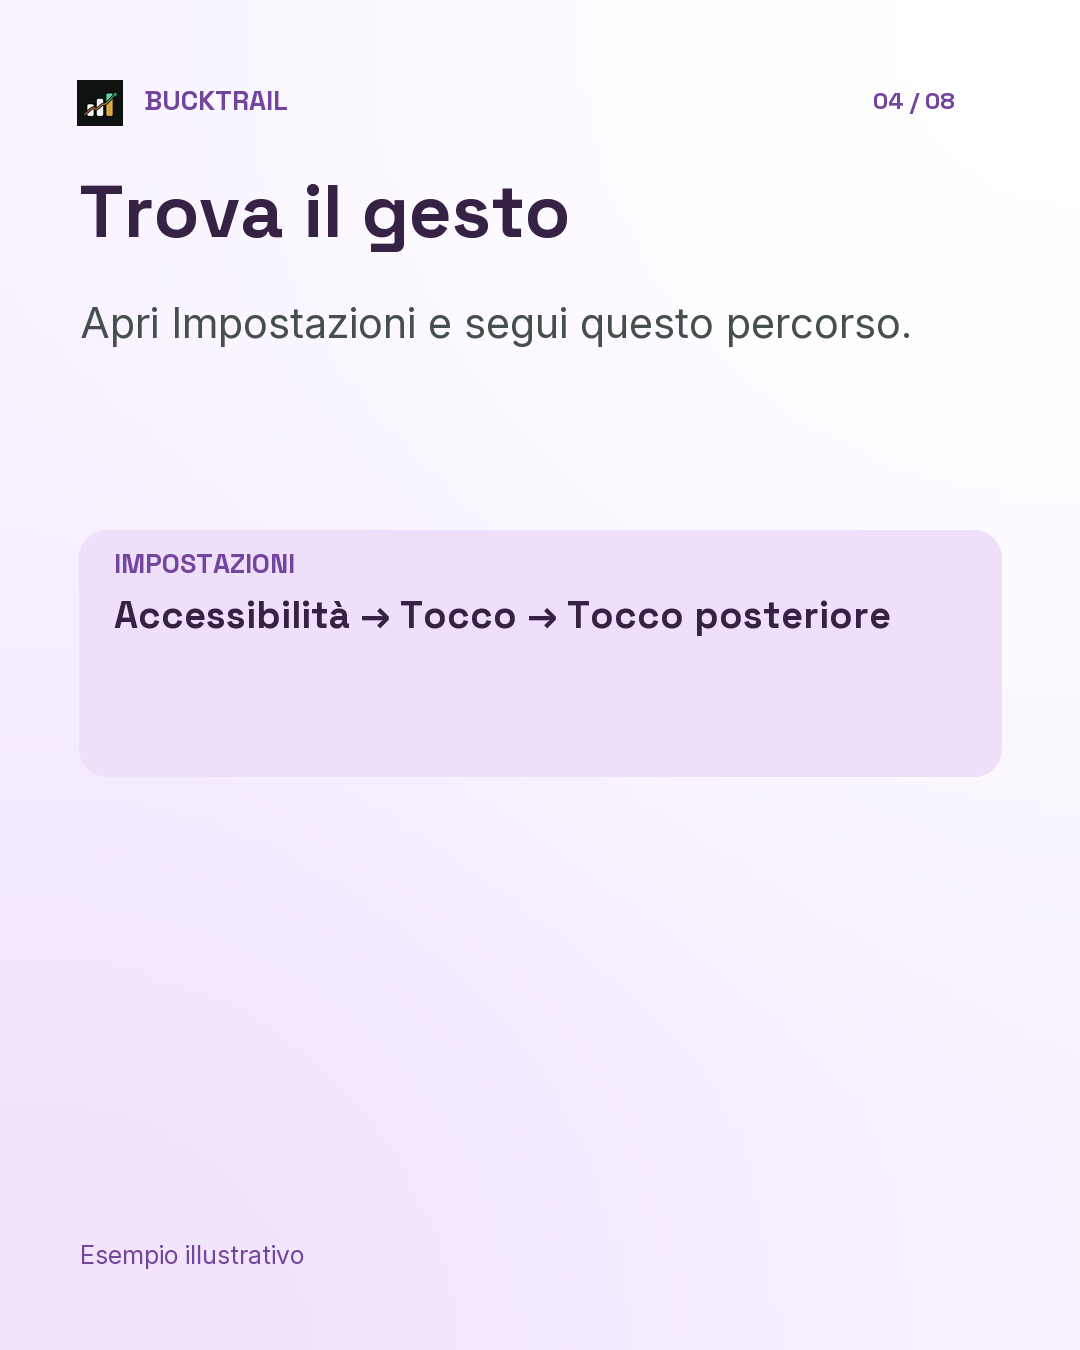 BUCKTRAIL
04 / 08
Trova il gesto
Apri Impostazioni e segui questo percorso.
IMPOSTAZIONI
Accessibilità → Tocco → Tocco posteriore
Esempio illustrativo